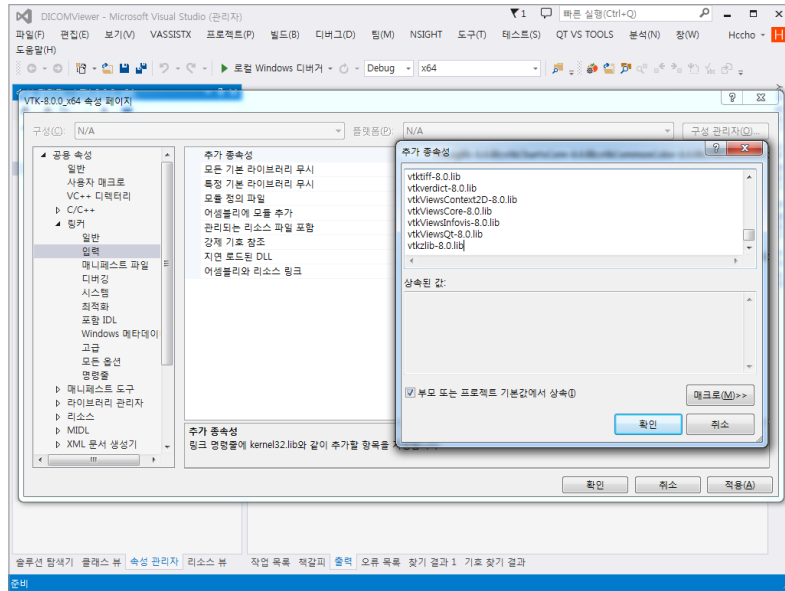 DICOMViewer - Microsoft Visual Studio (관리자)
1 빠른 실행(Ctrl+Q)
파일(F) 편집(E) 보기(V) VASSISTX 프로젝트(P) 빌드(B) 디버그(D) 팀(M) NSIGHT 도구(T) 테스트(S) QT VS TOOLS 분석(N) 창(W) Hccho H
도움말(H)
로컬 Windows 디버거 Debug x64
VTK-8.0.0_x64 속성 페이지
구성(C): N/A 플랫폼(P): N/A 구성 관리자(O)...
공용 속성
일반
사용자 매크로
VC++ 디렉터리
C/C++
링커
일반
입력
매니페스트 파일
디버깅
시스템
최적화
포함 IDL
Windows 메타데이
고급
모든 옵션
명령줄
매니페스트 도구
라이브러리 관리자
리소스
MIDL
XML 문서 생성기
추가 종속성
모든 기본 라이브러리 무시
특정 기본 라이브러리 무시
모듈 정의 파일
어셈블리에 모듈 추가
관리되는 리소스 파일 포함
강제 기호 참조
지연 로드된 DLL
어셈블리와 리소스 링크
추가 종속성
링크 명령줄에 kernel32.lib와 같이 추가할 항목을
추가 종속성
vtktiff-8.0.lib
vtkverdict-8.0.lib
vtkViewsContext2D-8.0.lib
vtkViewsCore-8.0.lib
vtkViewsInfovis-8.0.lib
vtkViewsQt-8.0.lib
vtkzlib-8.0.lib
상속된 값:
부모 또는 프로젝트 기본값에서 상속(I)
매크로(M)>>
확인 취소
확인 취소 적용(A)
솔루션 탐색기 클래스 뷰 속성 관리자 리소스 뷰 작업 목록 책갈피 출력 오류 목록 찾기 결과 1 기호 찾기 결과
준비